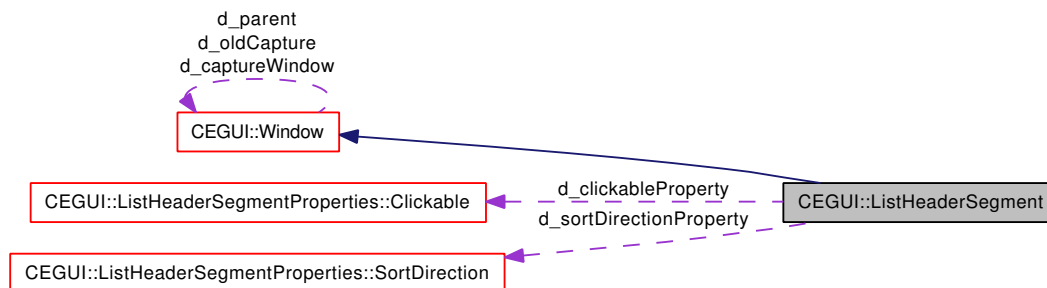 d_parent
d_oldCapture
d_captureWindow
CEGUI::Window
CEGUI::ListHeaderSegmentProperties::Clickable
d_clickableProperty
CEGUI::ListHeaderSegment
d_sortDirectionProperty
CEGUI::ListHeaderSegmentProperties::SortDirection